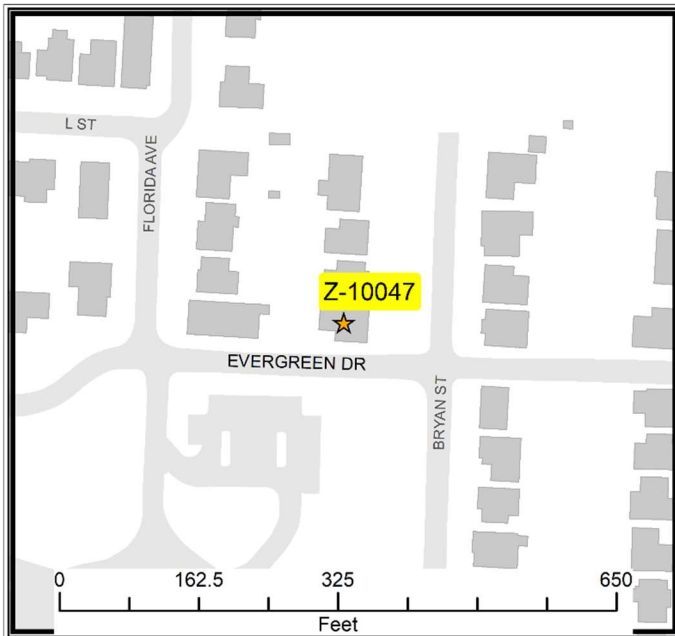 L ST
FLORIDA AVE
Z-10047
EVERGREEN DR
BRYAN ST
0 162.5 325 650
Feet